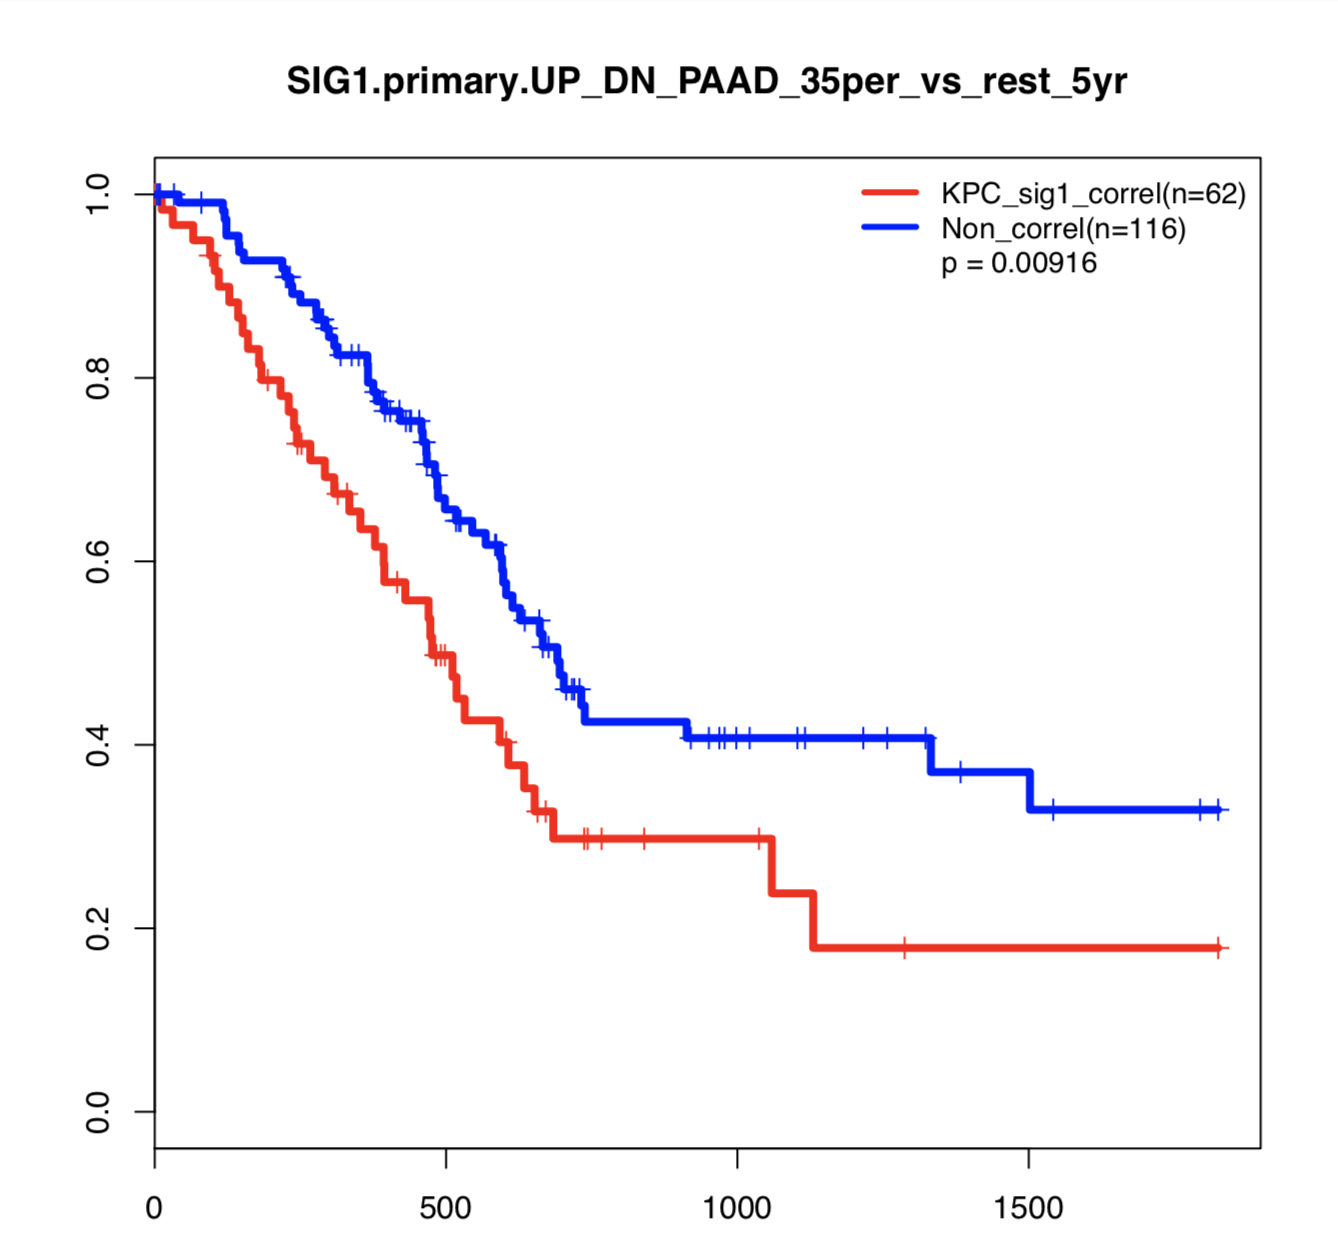 SIG1.primary.UP_DN_PAAD_35per_vs_rest_5yr
KPC_sig1_correl(n=62)
Non_correl(n=116)
p = 0.00916
1.0
0.8
0.6
0.4
0.2
0.0
0 500 1000 1500